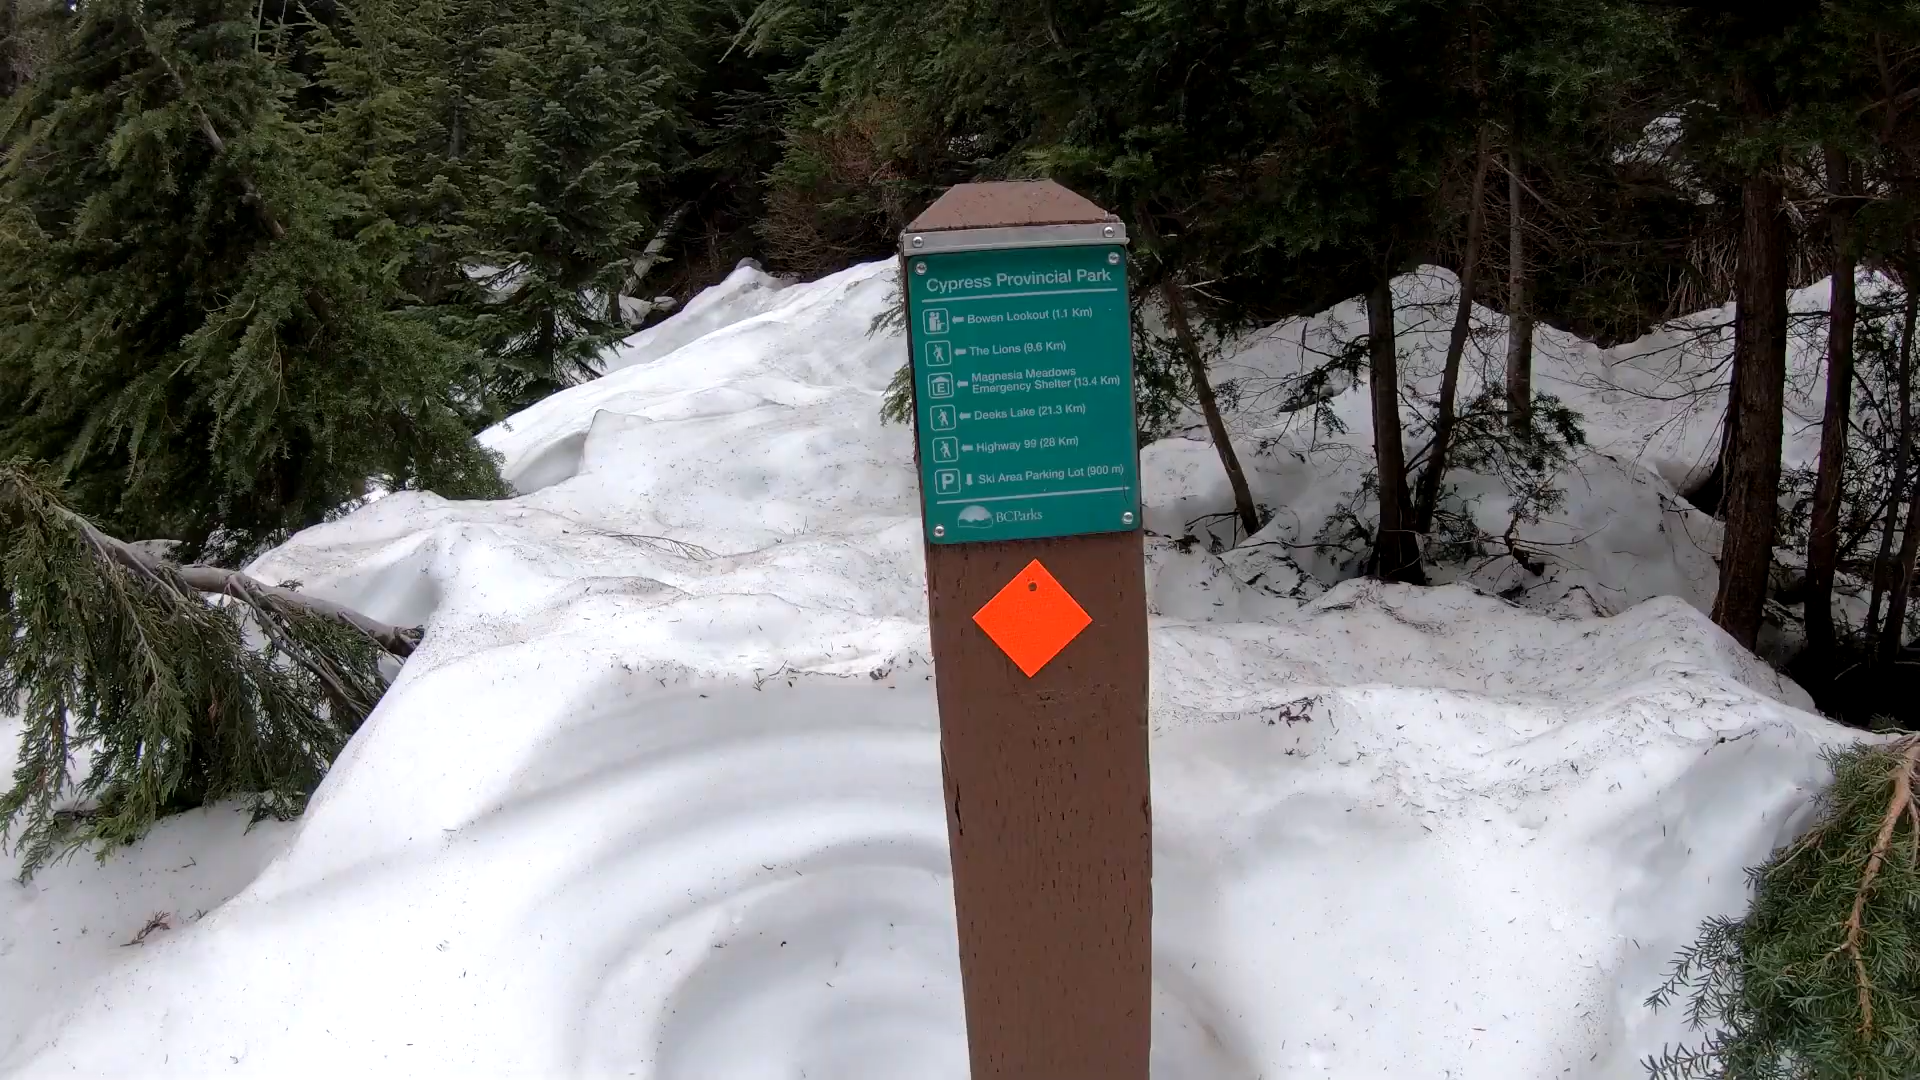 Cypress Provincial Park
Bowen Lookout (1.1 Km)
The Lions (9.6 Km)
Magnesia Meadows
E Emergency Shelter (13.4 Km)
Deeks Lake (21.3 Km)
Highway 99 (28 Km)
P Ski Area Parking Lot (900 m)
BCParks